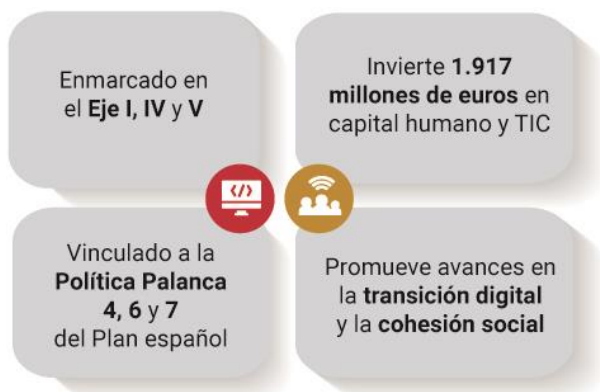 Enmarcado en
el Eje I, IV y V
Invierte 1.917
millones de euros en
capital humano y TIC
</>
Vinculado a la
Política Palanca
4, 6 y 7
del Plan español
Promueve avances en
la transición digital
y la cohesión social